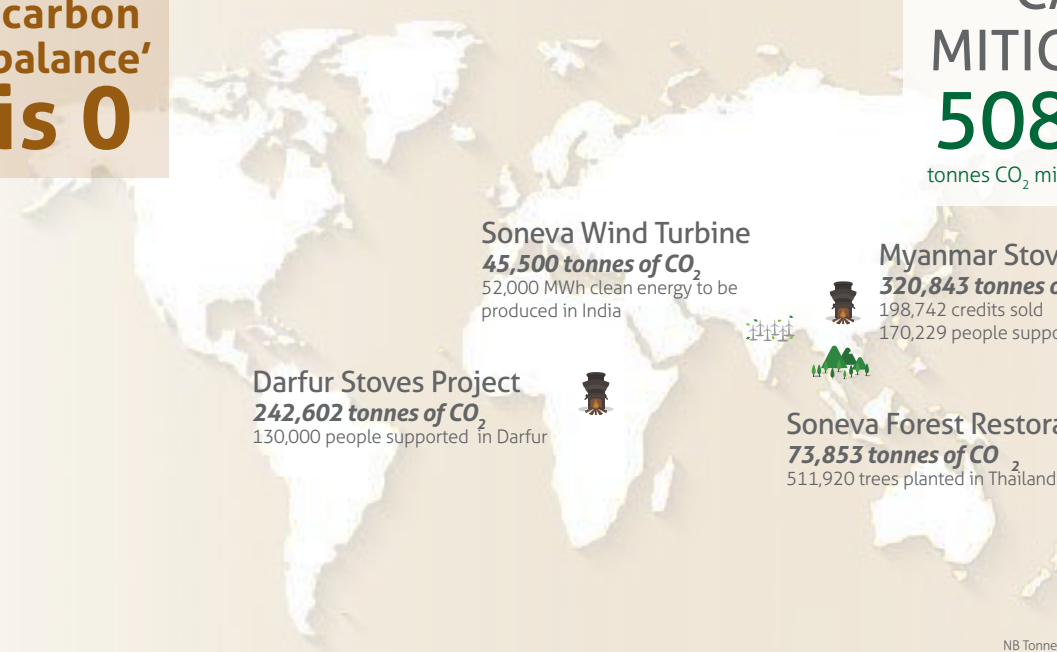 carbon
balance’
is 0
MITIG
508
tonnes CO2 mi
Soneva Wind Turbine
45,500 tonnes of CO2
52,000 MWh clean energy to be
produced in India
Myanmar Stov
320,843 tonnes o
198,742 credits sold
170,229 people suppo
Darfur Stoves Project
242,602 tonnes of CO2
130,000 people supported in Darfur
Soneva Forest Restora
73,853 tonnes of CO 2
511,920 trees planted in Thailand
NB Tonne